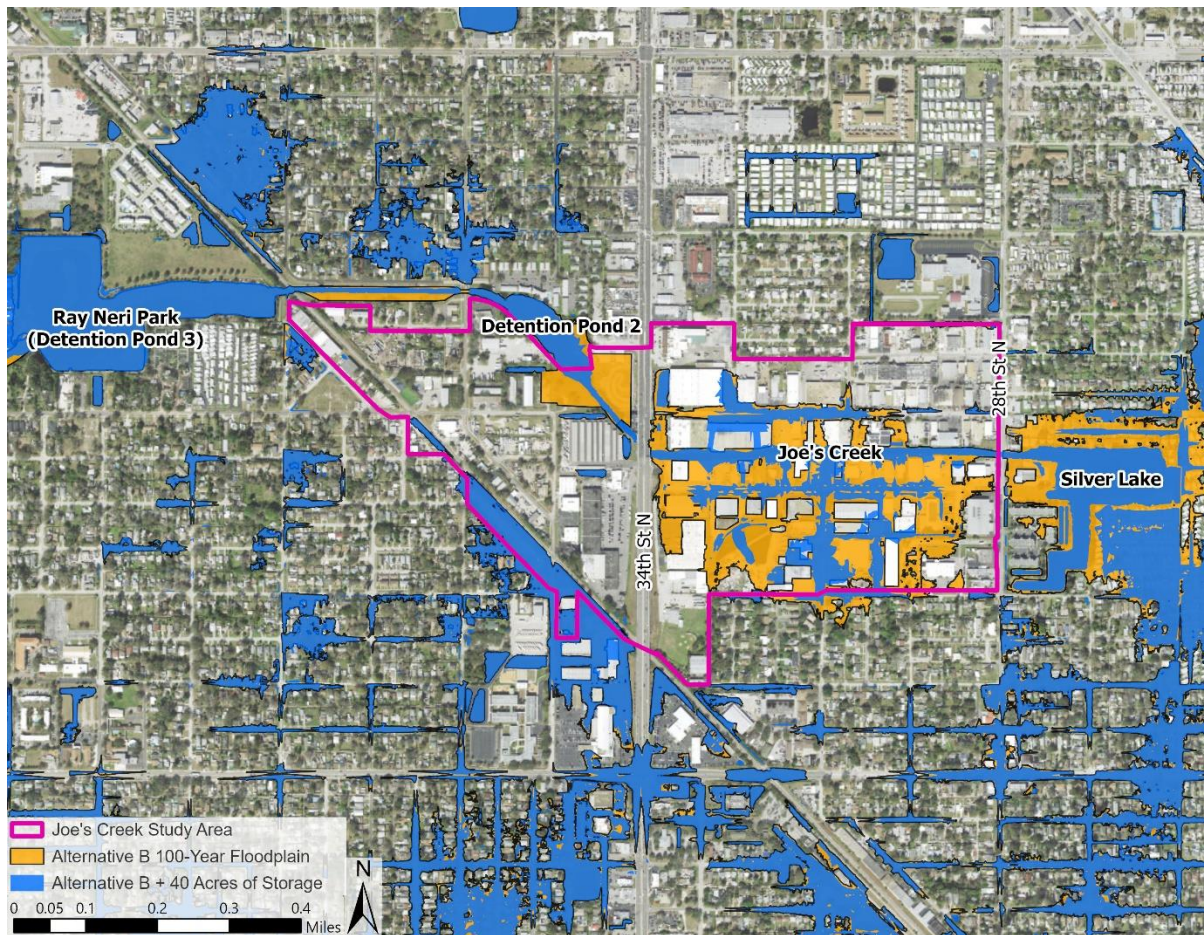 Ray Neri Park
(Detention Pond 3)
Detention Pond 2
28th St N
Joe's Creek
Silver Lake
34th St N
Joe's Creek Study Area
Alternative B 100-Year Floodplain
Alternative B + 40 Acres of Storage
N
0 0.05 0.1 0.2 0.3 0.4
Miles